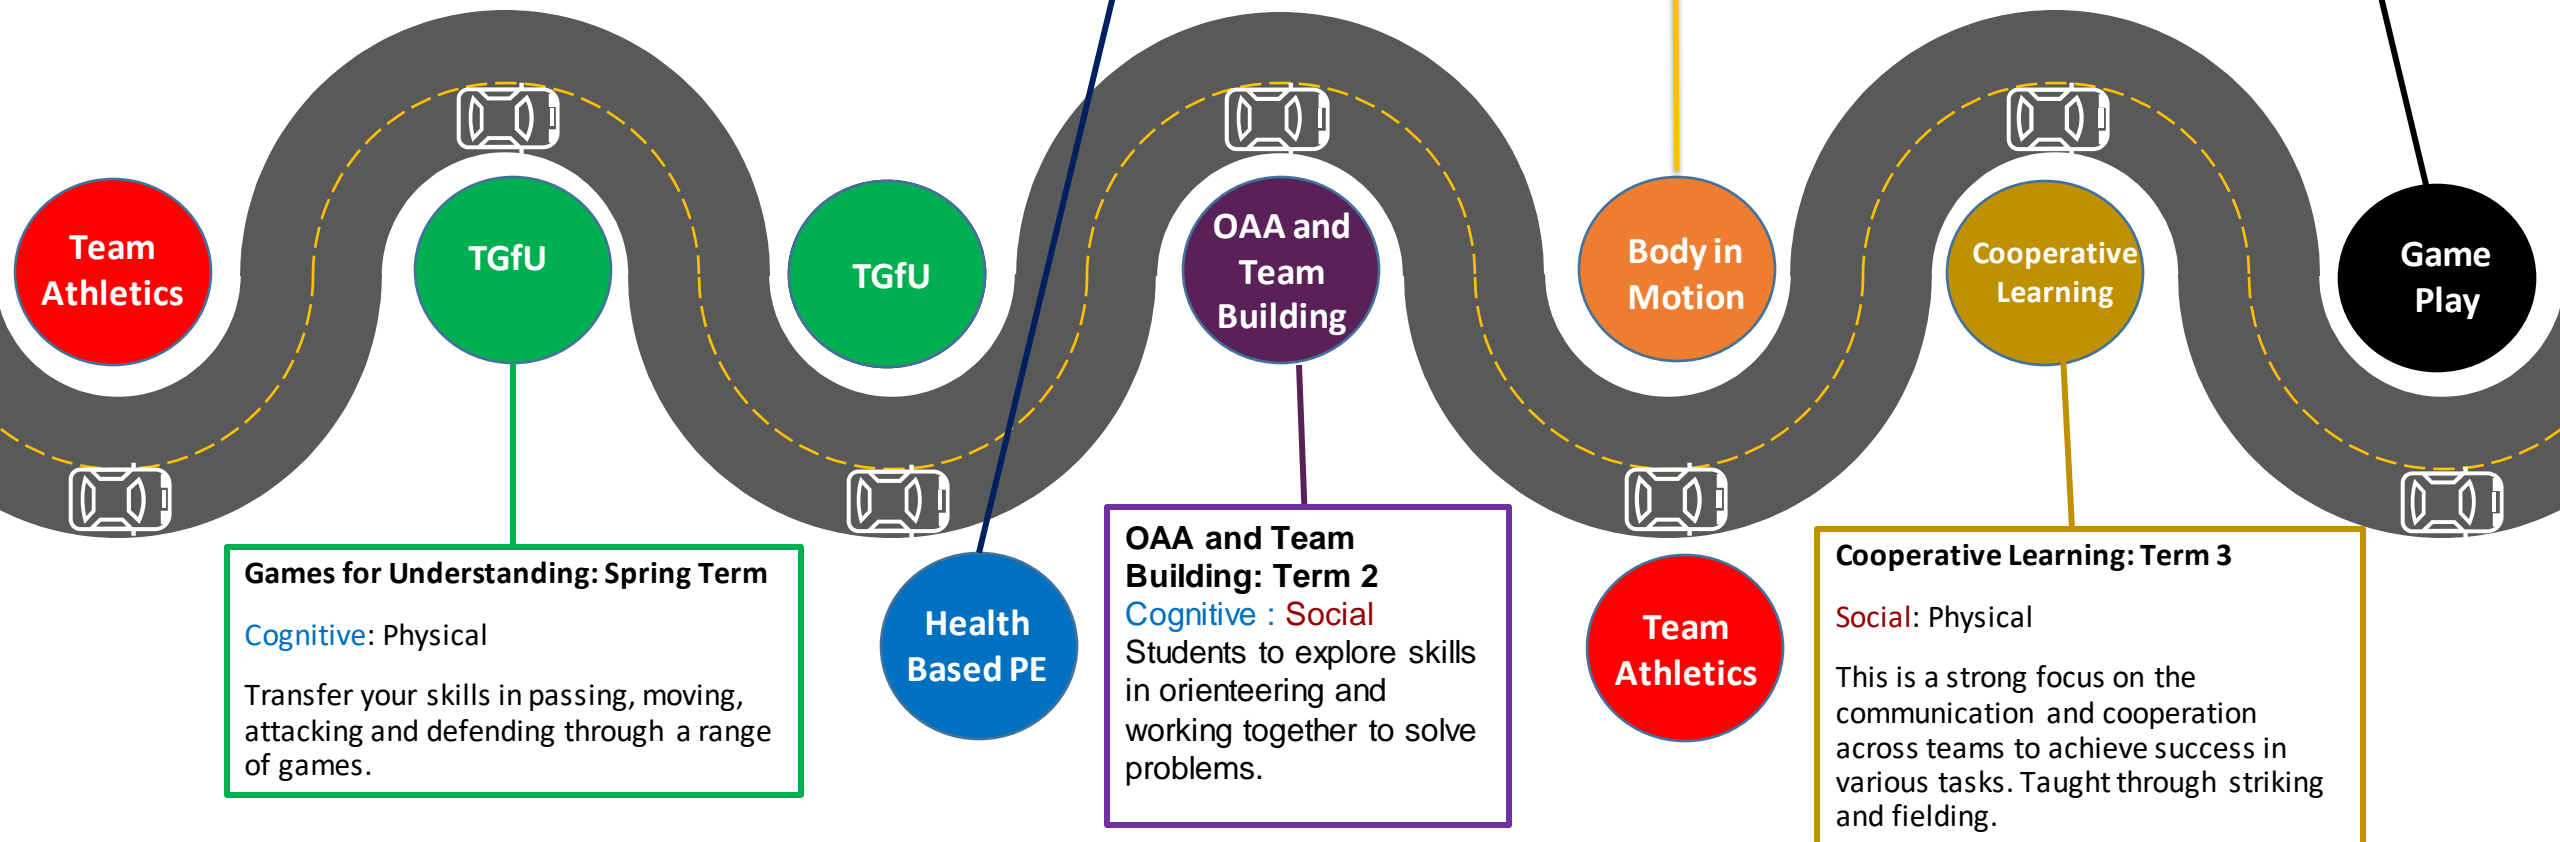 Team
Athletics
TGfU
TGfU
OAA and
Team
Building
Body in
Motion
Cooperative
Learning
Game
Play
Games for Understanding: Spring Term
Cognitive: Physical
Transfer your skills in passing, moving,
attacking and defending through a range
of games.
Health
Based PE
OAA and Team
Building: Term 2
Cognitive : Social
Students to explore skills
in orienteering and
working together to solve
problems.
Team
Athletics
Cooperative Learning: Term 3
Social: Physical
This is a strong focus on the
communication and cooperation
across teams to achieve success in
various tasks. Taught through striking
and fielding.